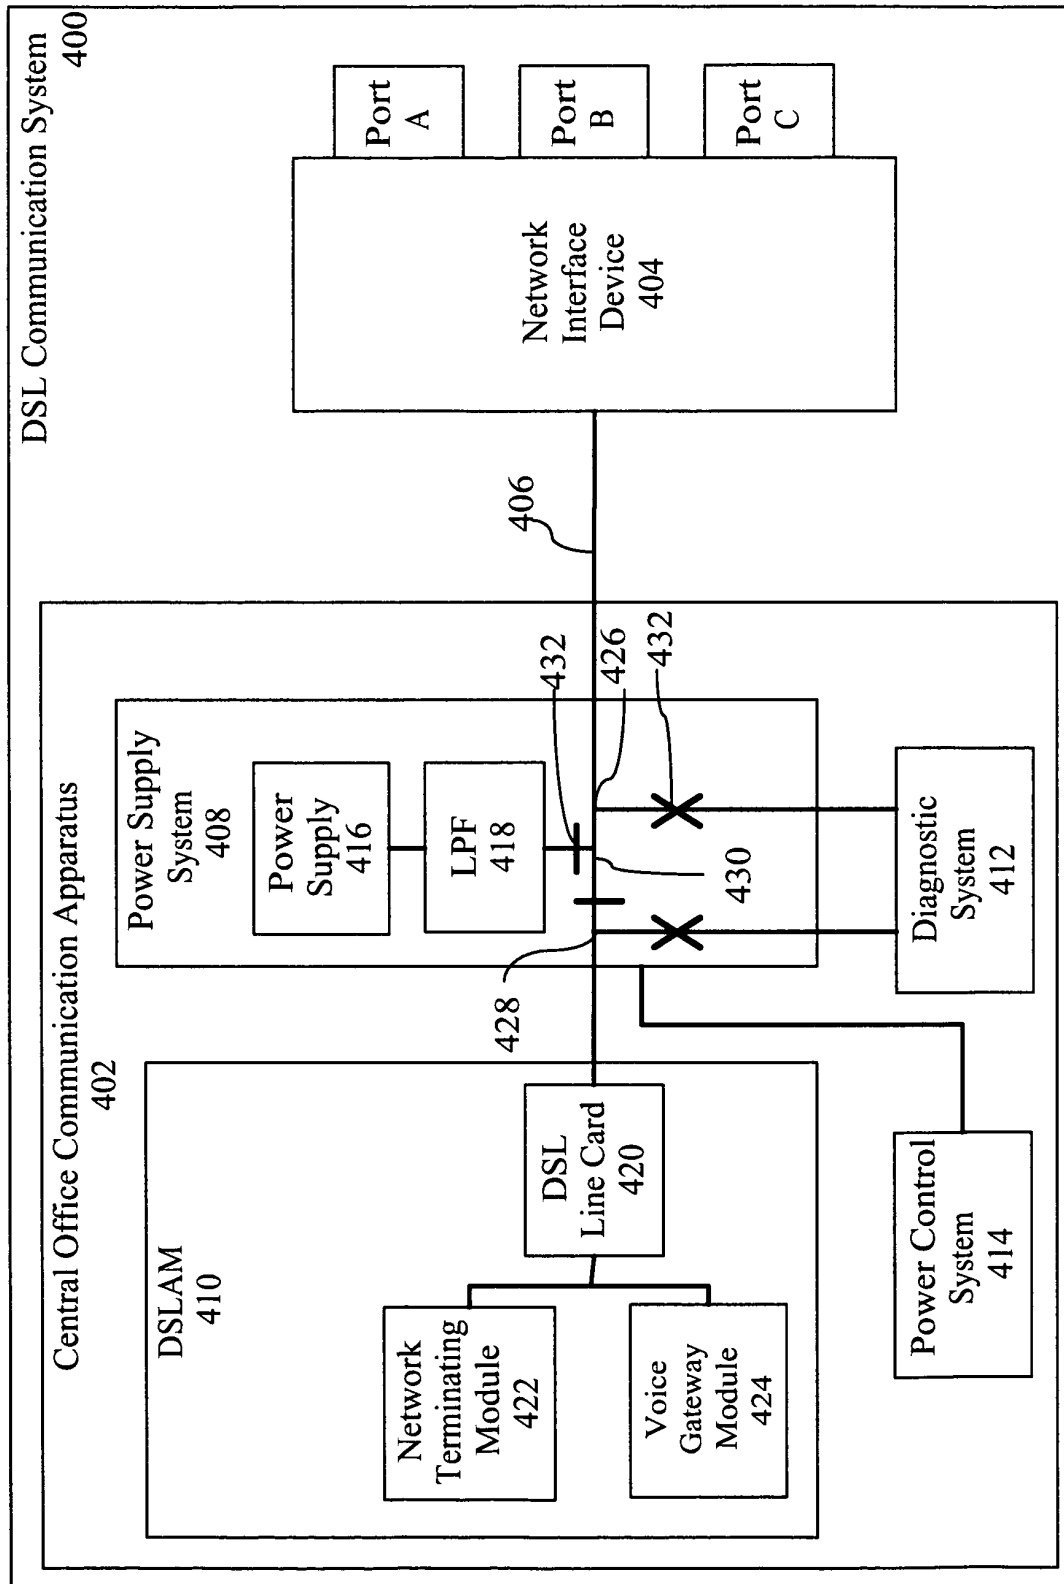 DSL Communication System
400
Central Office Communication Apparatus
402
DSLAM
410
Network
Terminating
Module
422
Voice
Gateway
Module
424
DSL
Line Card
420
Power Supply
System
408
Power
Supply
416
LPF
418
432
426
432
430
428
406
Network
Interface
Device
404
Port
A
Port
B
Port
C
Power Control
System
414
Diagnostic
System
412